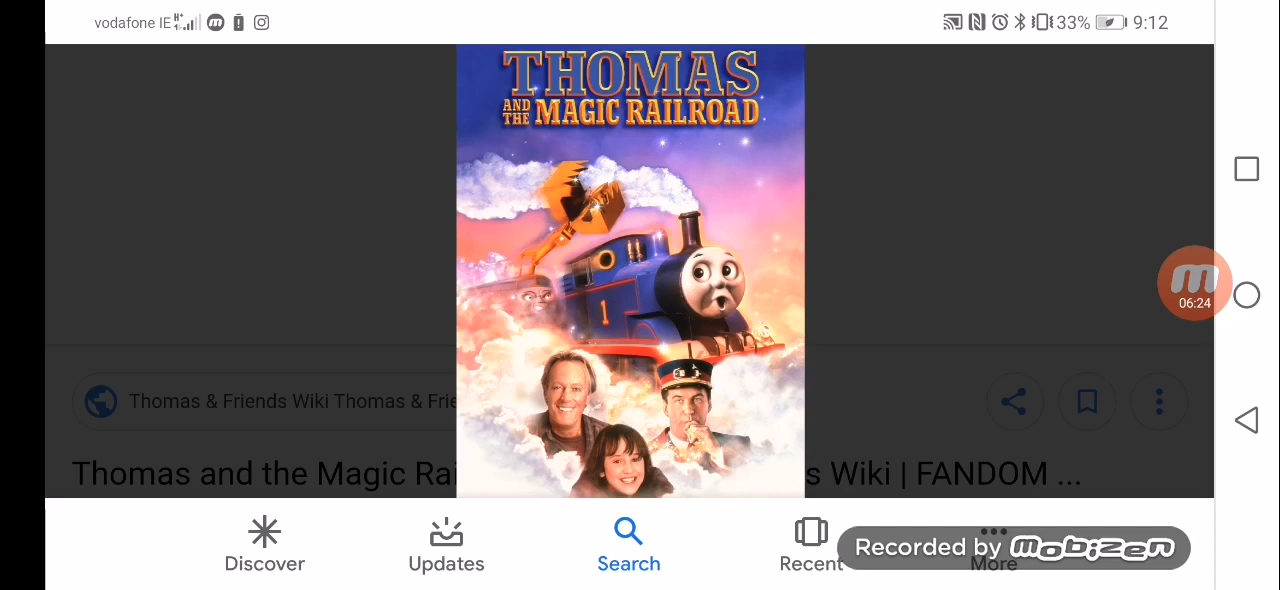 vodafone IE
33%
9:12
THOMAS
AND THE MAGIC RAILROAD
1
06:24
Thomas & Friends Wiki Thomas & Frie
Thomas and the Magic Rai s Wiki | FANDOM ...
Discover Updates Search Recent More
Recorded by mobizen